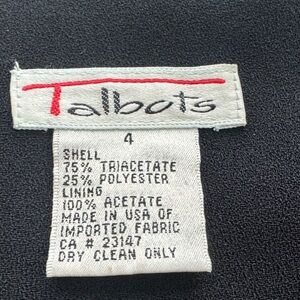 Talbots
4
SHELL
75% TRIACETATE
25% POLYESTER
LINING
100% ACETATE
MADE IN USA OF
IMPORTED FABRIC
CA # 23147
DRY CLEAN ONLY